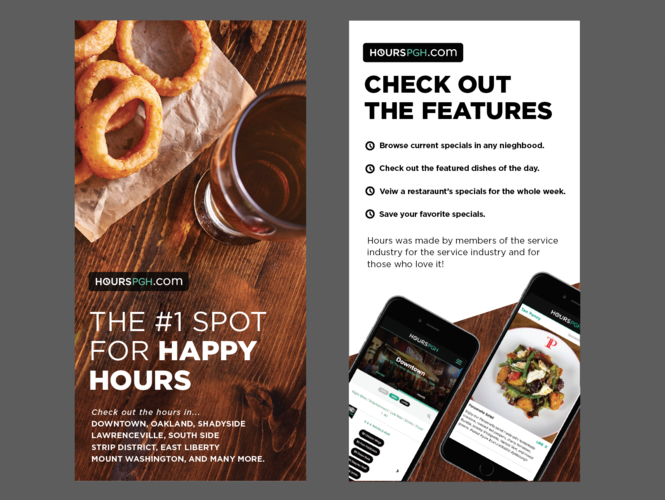 HOURSPGH.com
THE #1 SPOT
FOR HAPPY
HOURS
Check out the hours in...
DOWNTOWN, OAKLAND, SHADYSIDE
LAWRENCEVILLE, SOUTH SIDE
STRIP DISTRICT, EAST LIBERTY
MOUNT WASHINGTON, AND MANY MORE.
HOURSPGH.com
CHECK OUT
THE FEATURES
Browse current specials in any nieghbood.
Check out the featured dishes of the day.
Veiw a restaraunt's specials for the whole week.
Save your favorite specials.
Hours was made by members of the service
industry for the service industry and for
those who love it!
HOURSPGH
Downtown
HOURSPGH